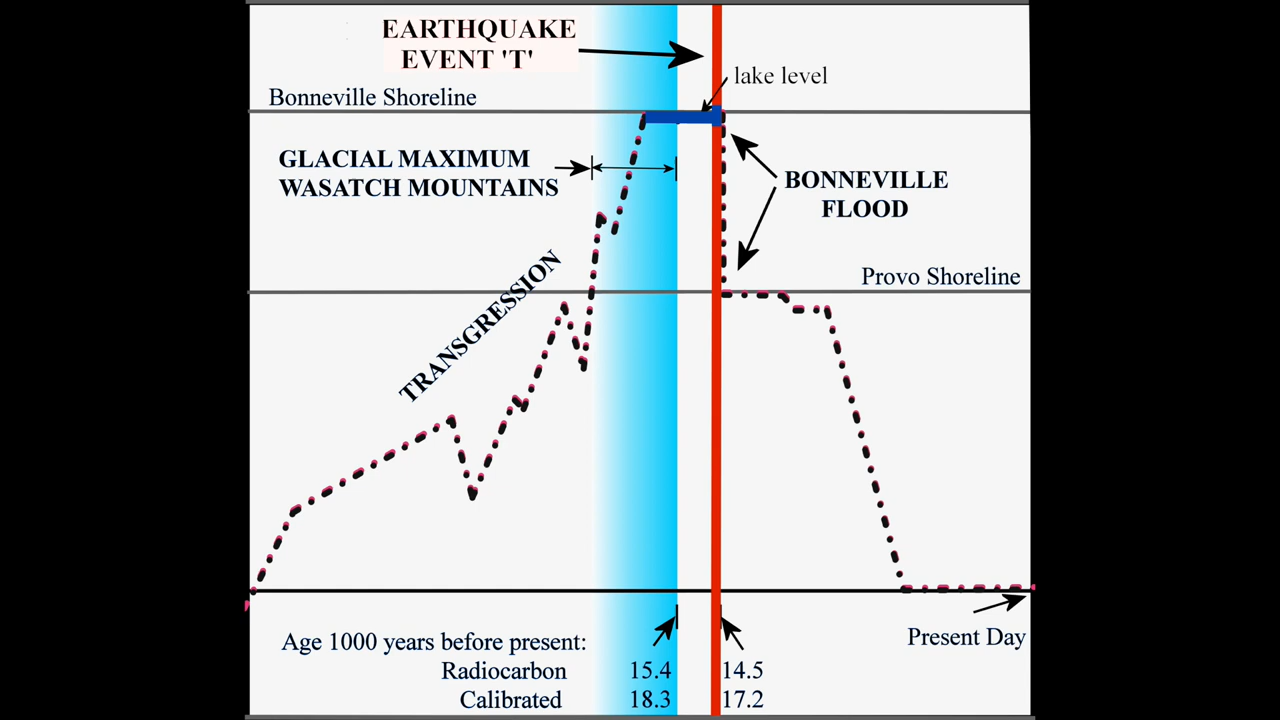 EARTHQUAKE
EVENT 'T'
lake level
Bonneville Shoreline
GLACIAL MAXIMUM
WASATCH MOUNTAINS
BONNEVILLE
FLOOD
TRANSGRESSION
Provo Shoreline
Age 1000 years before present:
Present Day
Radiocarbon 15.4 14.5
Calibrated 18.3 17.2